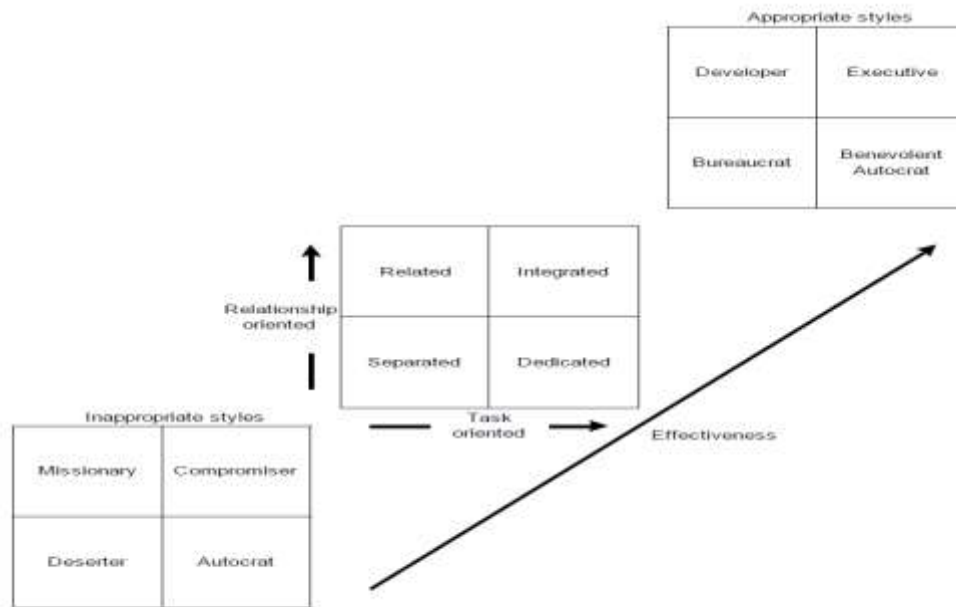 Appropriate styles
Developer
Executive
Bureaucrat
Benevolent
Autocrat
Related
Integrated
Relationship
oriented
Separated
Dedicated
Task
oriented
Effectiveness
Inappropriate styles
Missionary
Compromiser
Deserter
Autocrat